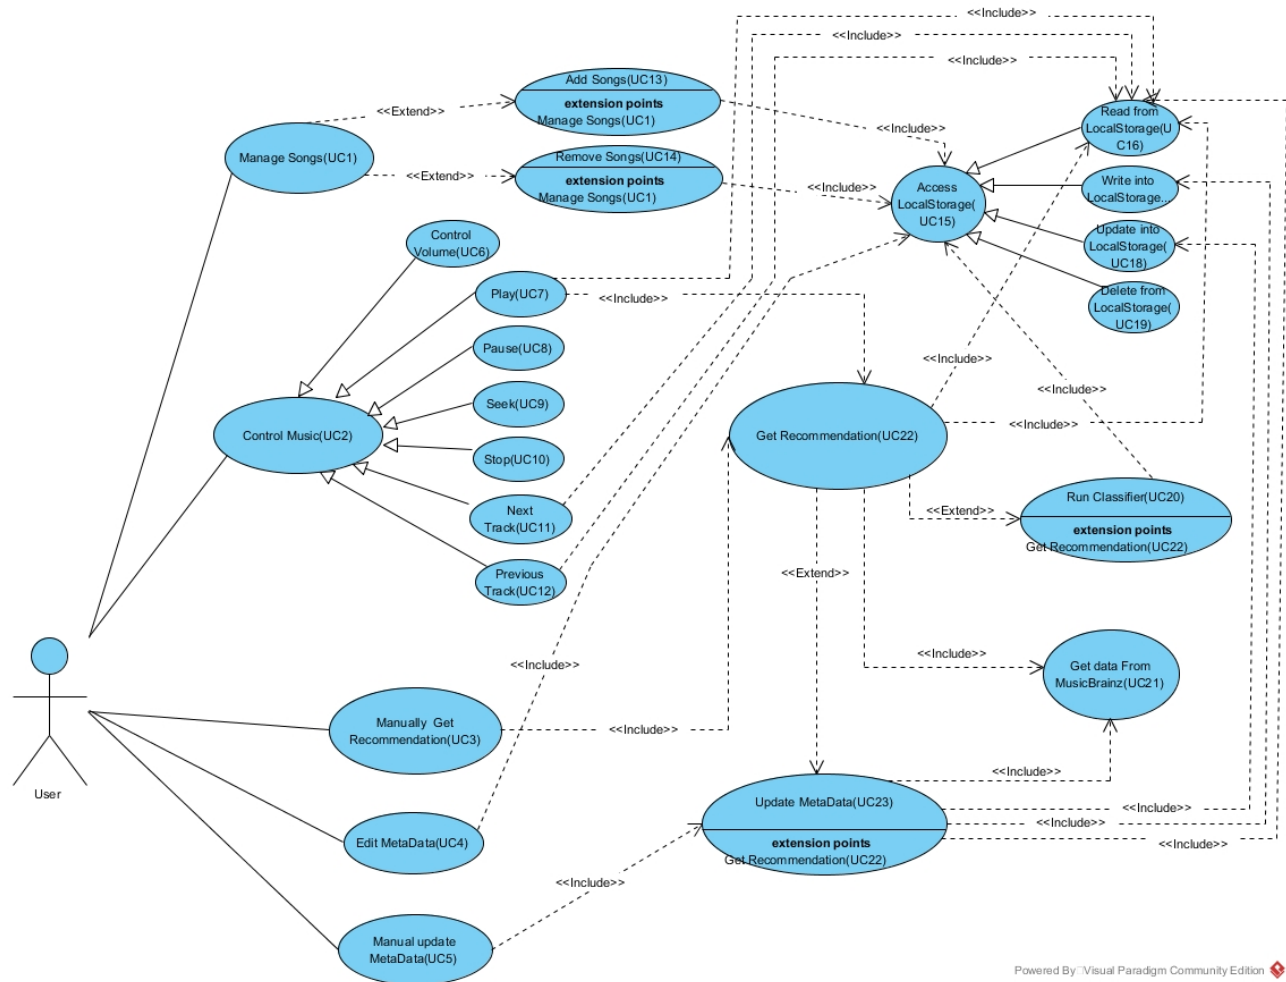 <<Include>>
<<Include>>
<<Include>>
Add Songs(UC13)
extension points
Manage Songs(UC1)
<<Extend>>
Read from
LocalStorage(U
C16)
<<Include>>
Manage Songs(UC1)
Remove Songs(UC14)
extension points
Manage Songs(UC1)
<<Extend>>
<<Include>>
Access
LocalStorage(
UC15)
Write into
LocalStorage...
Control
Volume(UC6)
Update into
LocalStorage(
UC18)
Play(UC7)
<<Include>>
Delete from
LocalStorage(
UC19)
Pause(UC8)
<<Include>>
<<Include>>
Seek(UC9)
Control Music(UC2)
Get Recommendation(UC22)
<<Include>>
Stop(UC10)
Run Classifier(UC20)
extension points
Get Recommendation(UC22)
<<Extend>>
Next
Track(UC11)
Previous
Track(UC12)
<<Extend>>
<<Include>>
<<Include>>
Get data From
MusicBrainz(UC21)
Manually Get
Recommendation(UC3)
<<Include>>
User
<<Include>>
Update MetaData(UC23)
extension points
Get Recommendation(UC22)
<<Include>>
<<Include>>
<<Include>>
Edit MetaData(UC4)
<<Include>>
Manual update
MetaData(UC5)
Powered By Visual Paradigm Community Edition